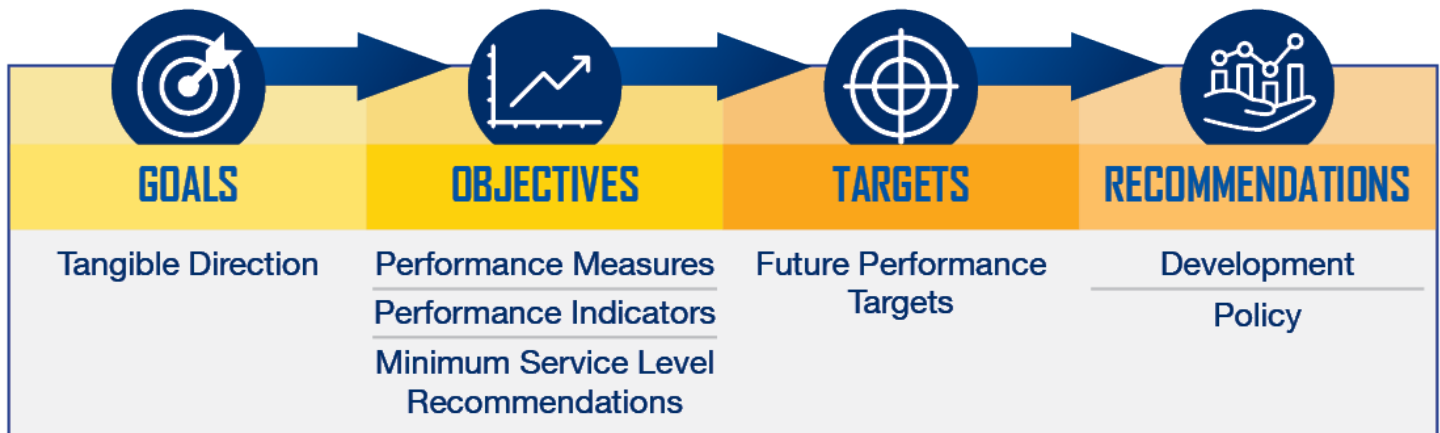 GOALS
OBJECTIVES
TARGETS
RECOMMENDATIONS
Tangible Direction
Performance Measures
Performance Indicators
Minimum Service Level
Recommendations
Future Performance
Targets
Development
Policy